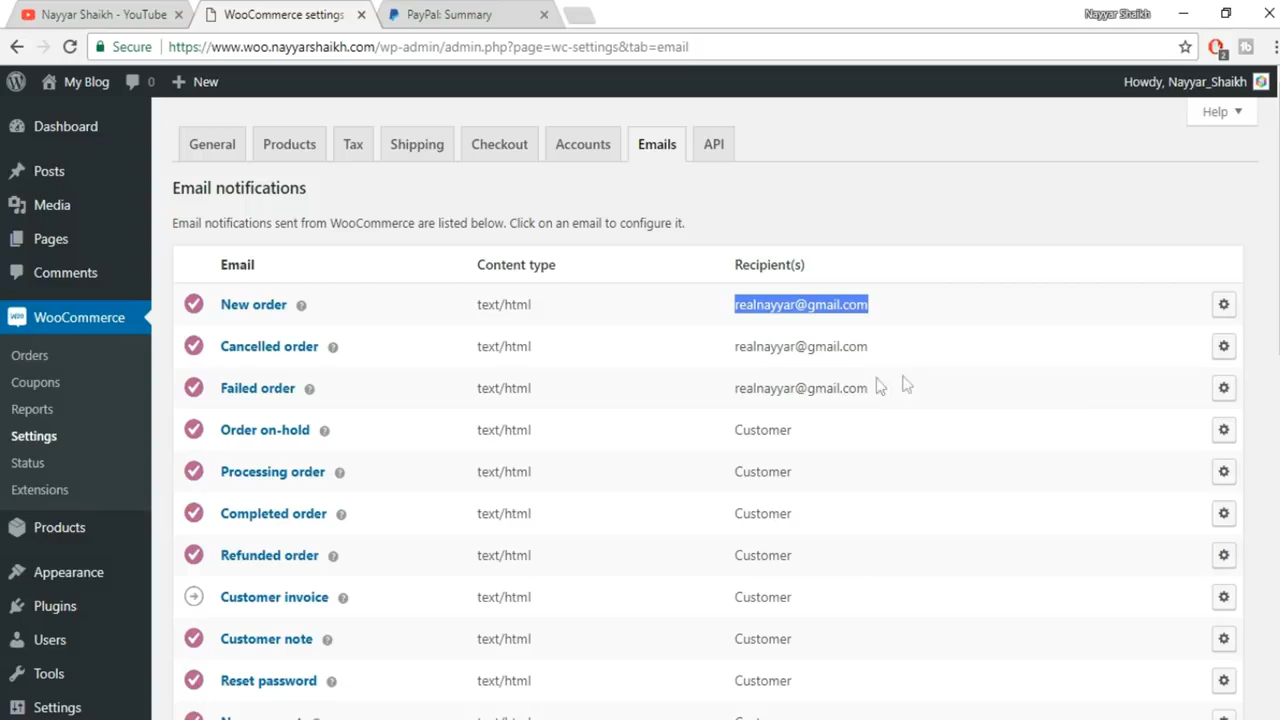 Nayyar Shaikh - YouTube
WooCommerce settings
PayPal: Summary
Nayyar Shaikh
Secure
https://www.woo.nayyarshaikh.com/wp-admin/admin.php?page=wc-settings&tab=email
2
My Blog
0
New
Howdy, Nayyar_Shaikh
Help
Dashboard
Posts
Media
Pages
Comments
WooCommerce
Orders
Coupons
Reports
Settings
Status
Extensions
Products
Appearance
Plugins
Users
Tools
Settings
General Products Tax Shipping Checkout Accounts Emails API
Email notifications
Email notifications sent from WooCommerce are listed below. Click on an email to configure it.
Email Content type Recipient(s)
New order text/html realnayyar@gmail.com
Cancelled order text/html realnayyar@gmail.com
Failed order text/html realnayyar@gmail.com
Order on-hold text/html Customer
Processing order text/html Customer
Completed order text/html Customer
Refunded order text/html Customer
Customer invoice text/html Customer
Customer note text/html Customer
Reset password text/html Customer